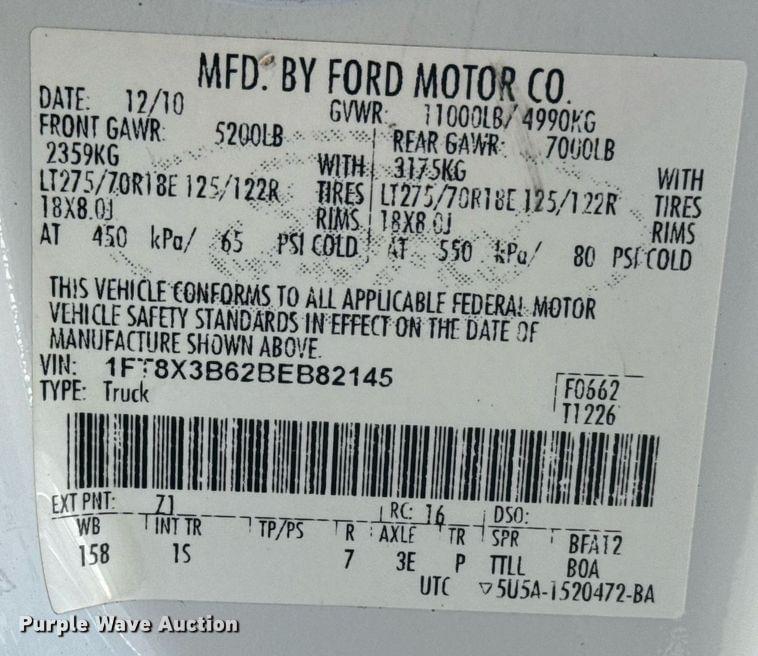 MFD. BY FORD MOTOR CO.
DATE: 12/10 GVWR: 11000LB/ 4990KG
FRONT GAWR: 5200LB REAR GAWR: 7000LB
2359KG WITH 3175KG WITH
LT275/70R18E 125/122R TIRES LT275/70R18E 125/122R TIRES
18X8.0J RIMS 18X8.0J RIMS
AT 450 kPa/ 65 PSI COLD AT 550 kPa/ 80 PSI COLD
THIS VEHICLE CONFORMS TO ALL APPLICABLE FEDERAL MOTOR
VEHICLE SAFETY STANDARDS IN EFFECT ON THE DATE OF
MANUFACTURE SHOWN ABOVE.
VIN: 1FT8X3B62BEB82145
TYPE: Truck F0662
T1226
EXT PNT: Z1 RC: 16 DSO:
WB INT TR TP/PS R AXLE TR SPR BFA12
158 1S 7 3E P TTLL BOA
UTC ▽5U5A-1520472-BA
Purple Wave Auction